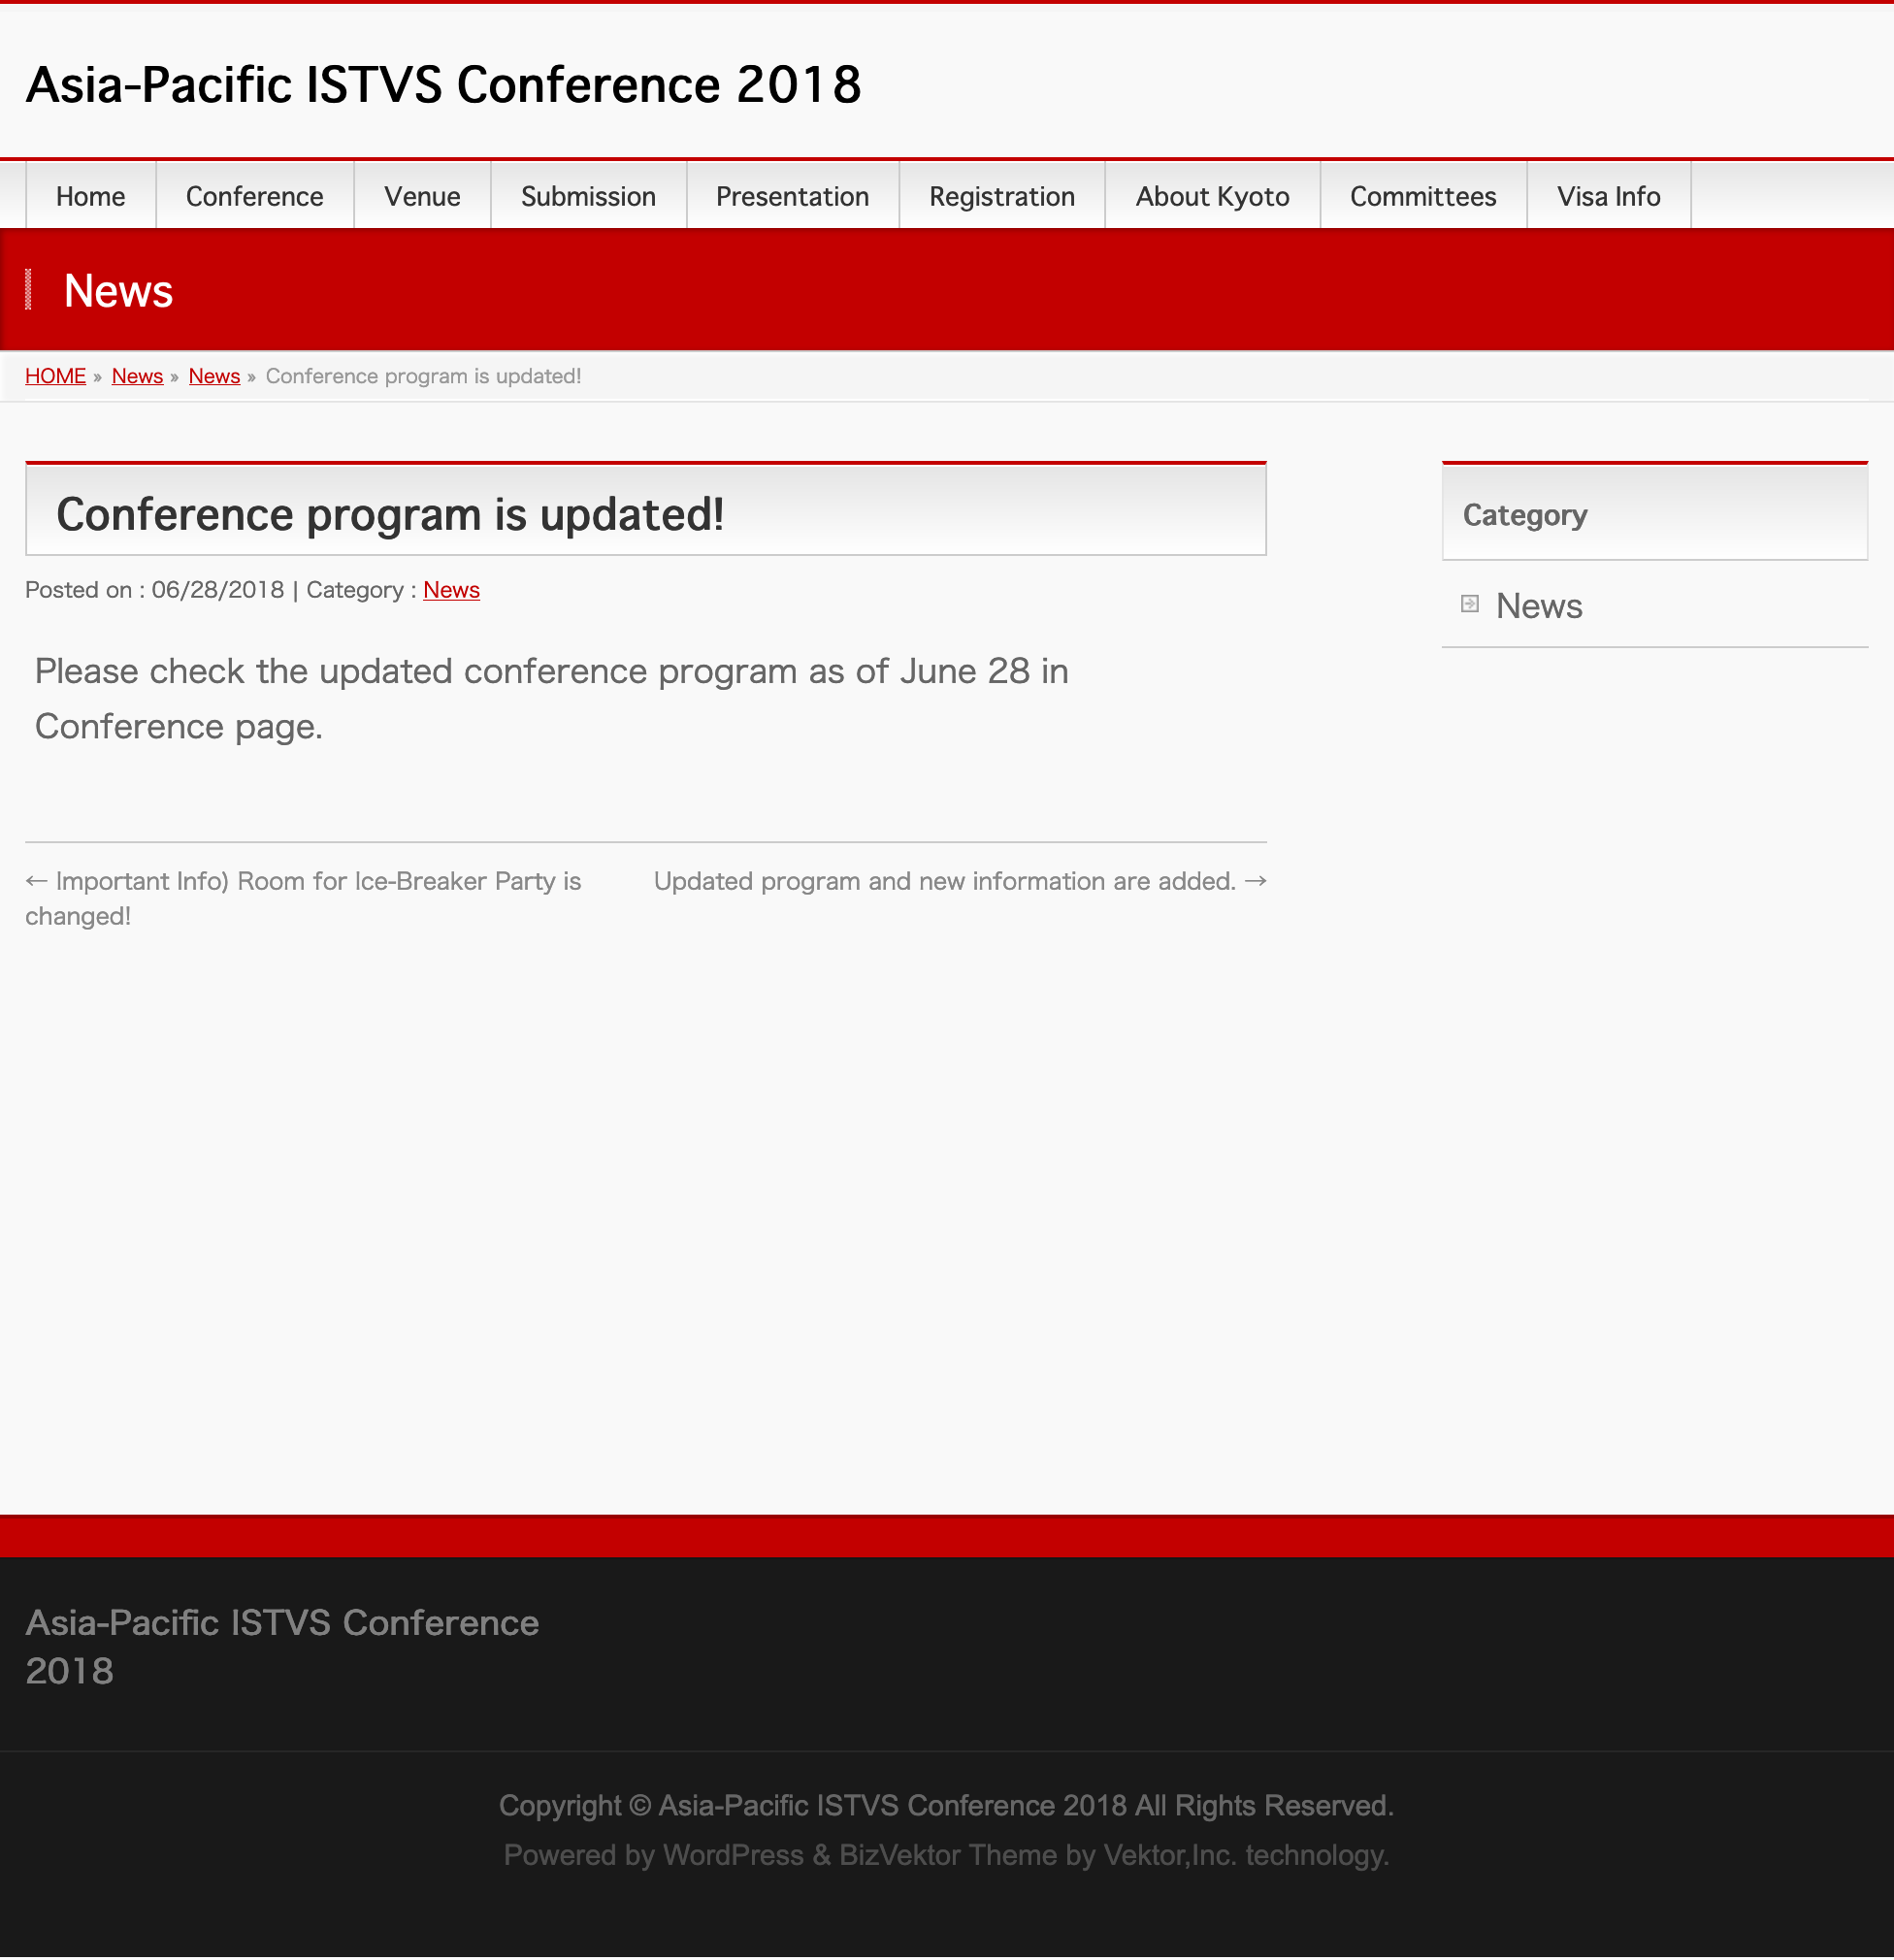 Asia-Pacific ISTVS Conference 2018
Home Conference Venue Submission Presentation Registration About Kyoto Committees Visa Info
News
HOME » News » News » Conference program is updated!
Conference program is updated!
Posted on : 06/28/2018 | Category : News
Please check the updated conference program as of June 28 in
Conference page.
← Important Info) Room for Ice-Breaker Party is
changed!
Updated program and new information are added. →
Category
News
Asia-Pacific ISTVS Conference
2018
Copyright © Asia-Pacific ISTVS Conference 2018 All Rights Reserved.
Powered by WordPress & BizVektor Theme by Vektor,Inc. technology.